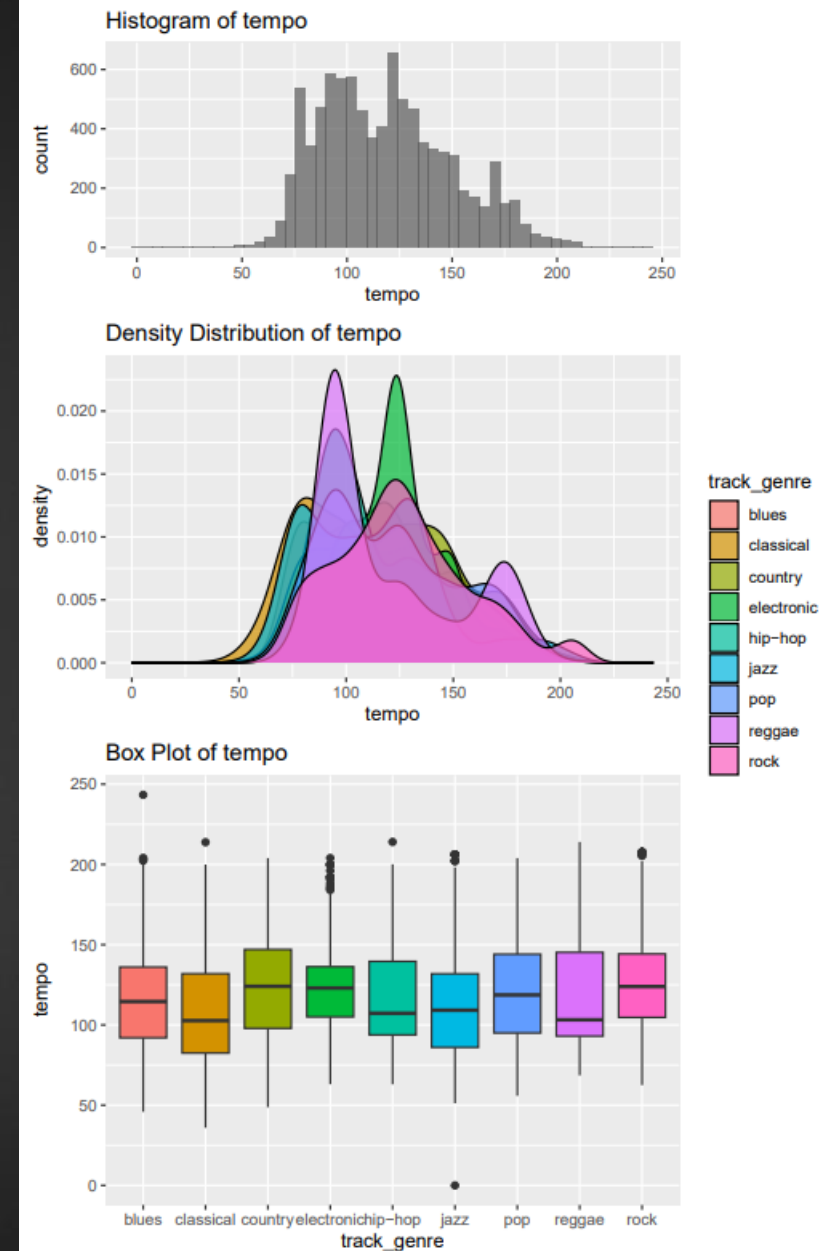 Histogram of tempo
600
400
200
0
count
0 50 100 150 200 250
tempo
Density Distribution of tempo
0.020
0.015
0.010
0.005
0.000
density
0 50 100 150 200 250
tempo
track_genre
blues
classical
country
electronic
hip-hop
jazz
pop
reggae
rock
Box Plot of tempo
250
200
150
100
50
0
tempo
blues classical country electronic hip-hop jazz pop reggae rock
track_genre